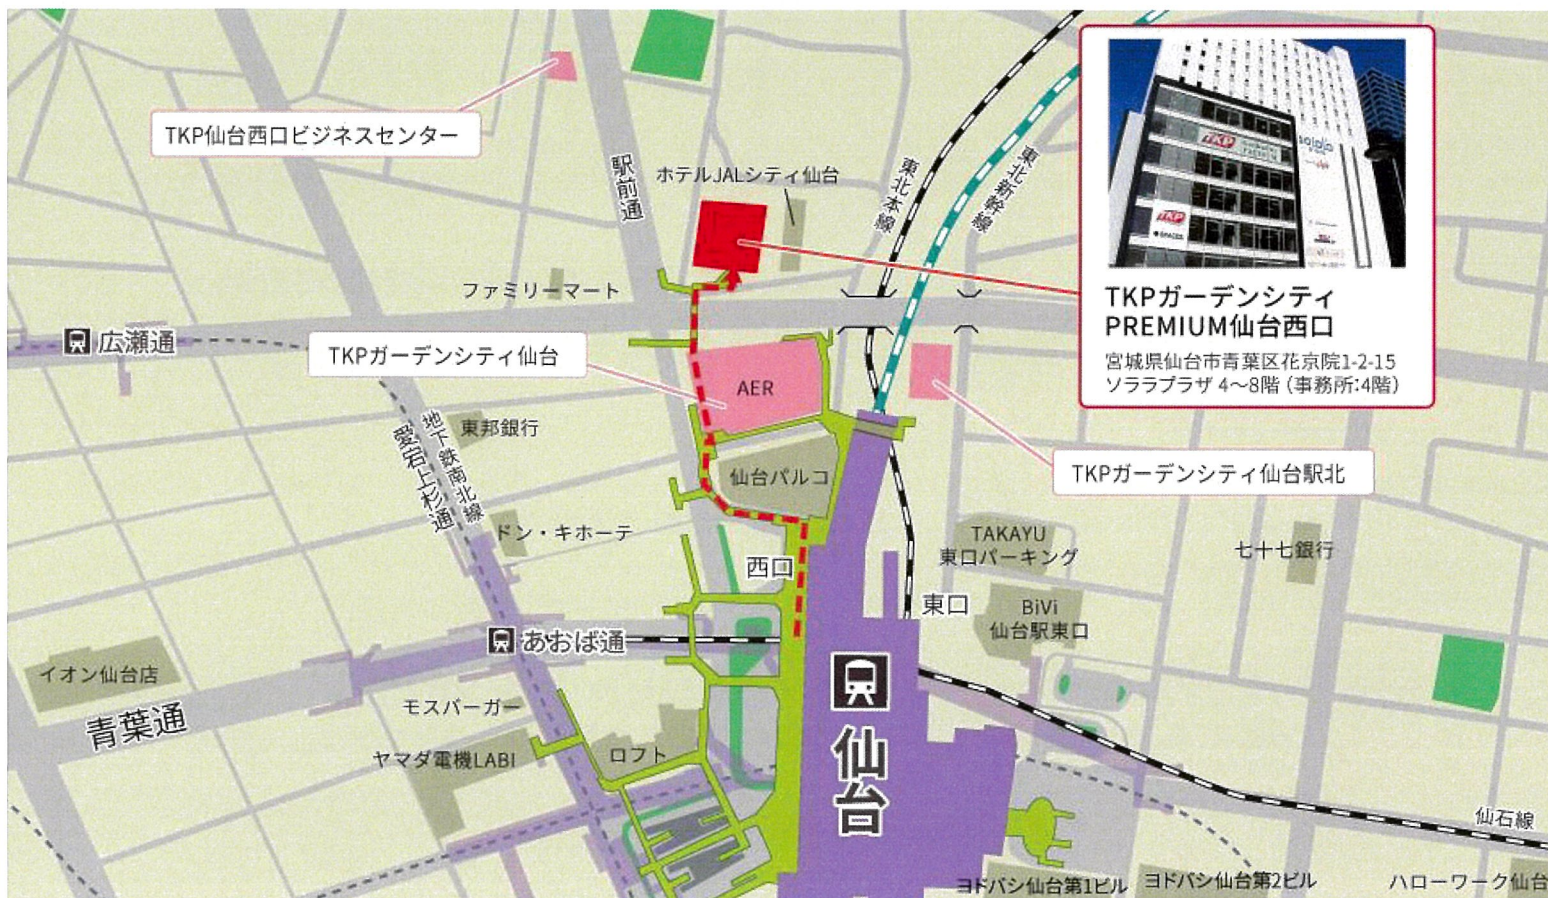 TKP仙台西口ビジネスセンター
駅前通
ホテルJALシティ仙台
東北本線
東北新幹線
TKP
solala
TKP
TKPガーデンシティ
PREMIUM仙台西口
宮城県仙台市青葉区花京院1-2-15
ソララプラザ 4～8階（事務所:4階）
ファミリーマート
広瀬通
TKPガーデンシティ仙台
AER
東邦銀行
地下鉄南北線
愛宕上杉通
仙台パルコ
TKPガーデンシティ仙台駅北
ドン・キホーテ
西口
東口
TAKAYU
東口パーキング
七十七銀行
BiVi
仙台駅東口
あおば通
イオン仙台店
青葉通
モスバーガー
ヤマダ電機LABI
ロフト
仙台
仙石線
ヨドバシ仙台第1ビル
ヨドバシ仙台第2ビル
ハローワーク仙台